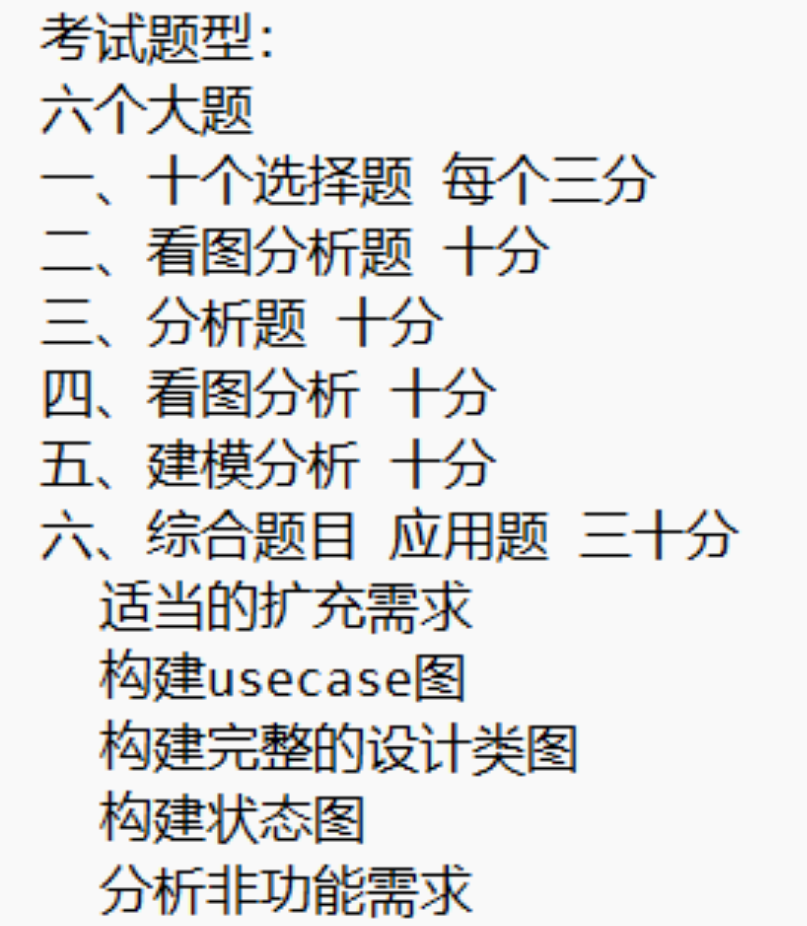 考试题型：
六个大题
一、十个选择题 每个三分
二、看图分析题 十分
三、分析题 十分
四、看图分析 十分
五、建模分析 十分
六、综合题目 应用题 三十分
适当的扩充需求
构建usecase图
构建完整的设计类图
构建状态图
分析非功能需求